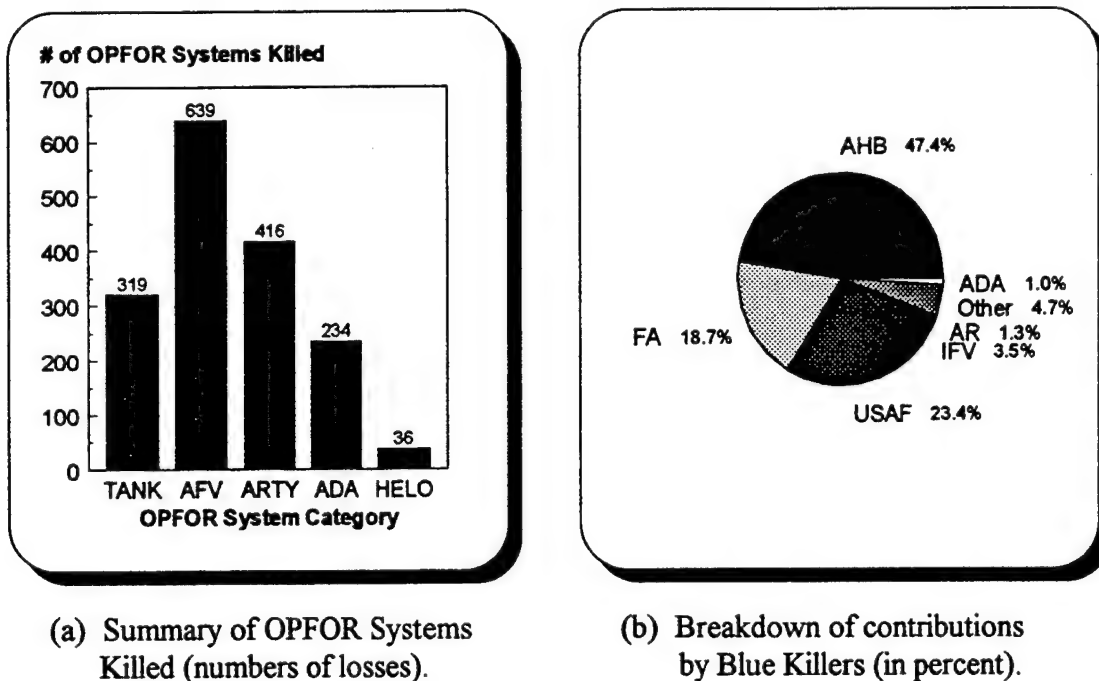 # of OPFOR Systems Killed
700
600
500
400
300
200
100
0
319
639
416
234
36
TANK AFV ARTY ADA HELO
OPFOR System Category
(a) Summary of OPFOR Systems
Killed (numbers of losses).
AHB 47.4%
ADA 1.0%
Other 4.7%
AR 1.3%
IFV 3.5%
FA 18.7%
USAF 23.4%
(b) Breakdown of contributions
by Blue Killers (in percent).